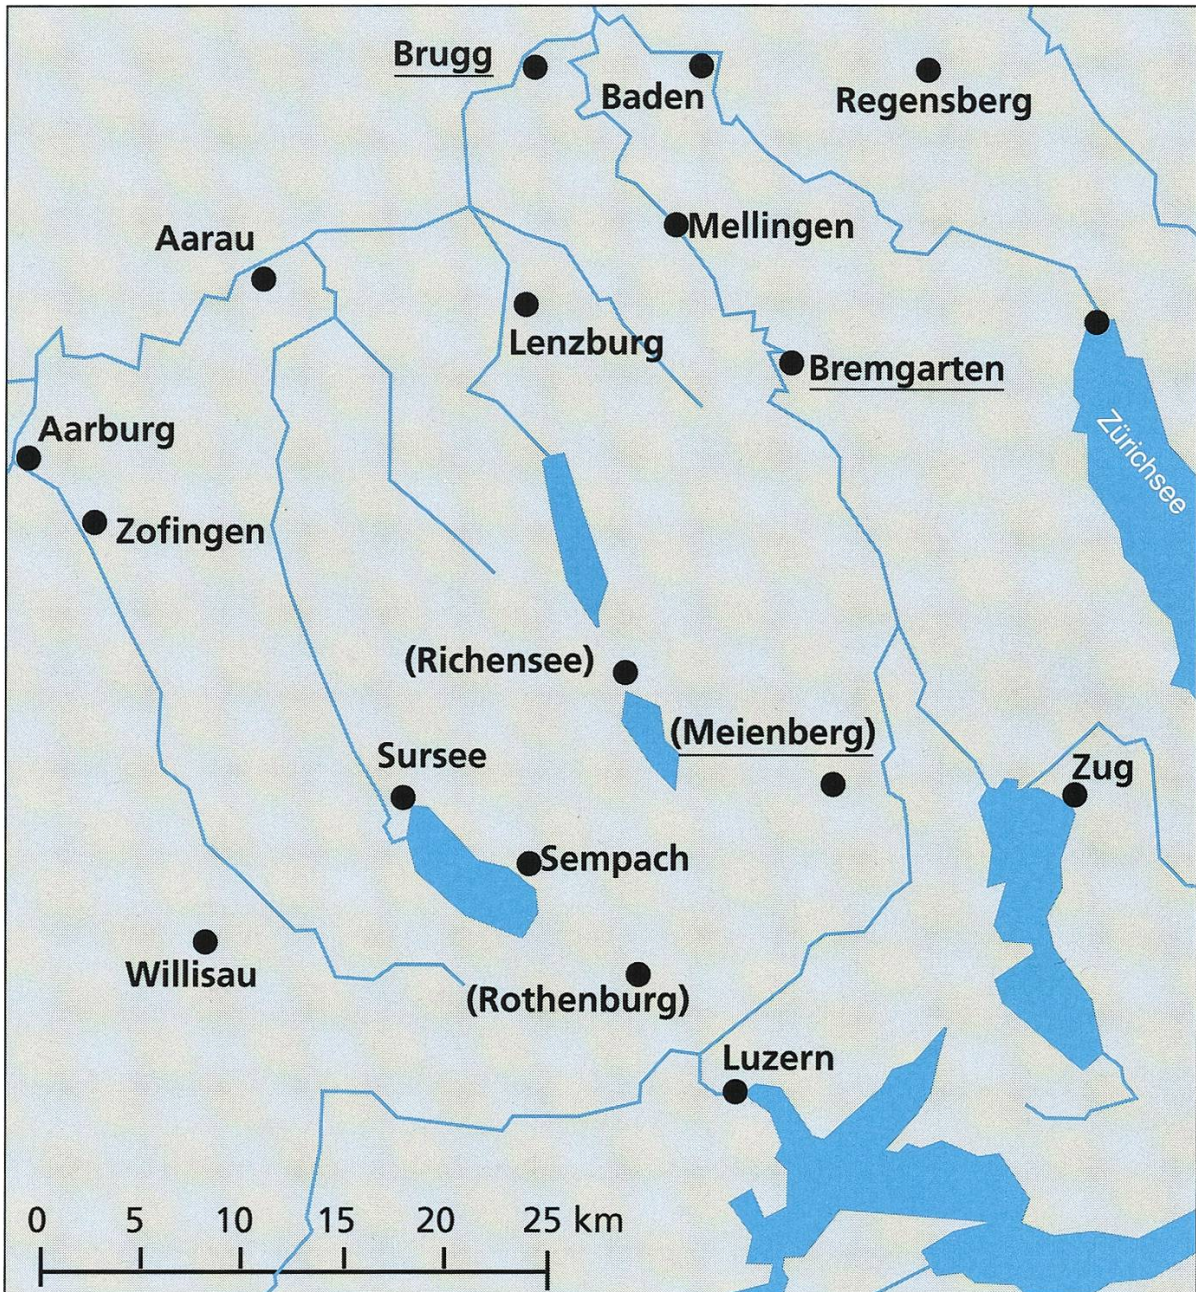 Brugg
Baden
Regensberg
Mellingen
Aarau
Lenzburg
Bremgarten
Aarburg
Zürichsee
Zofingen
(Richensee)
(Meienberg)
Sursee
Zug
Sempach
Willisau
(Rothenburg)
Luzern
0 5 10 15 20 25 km